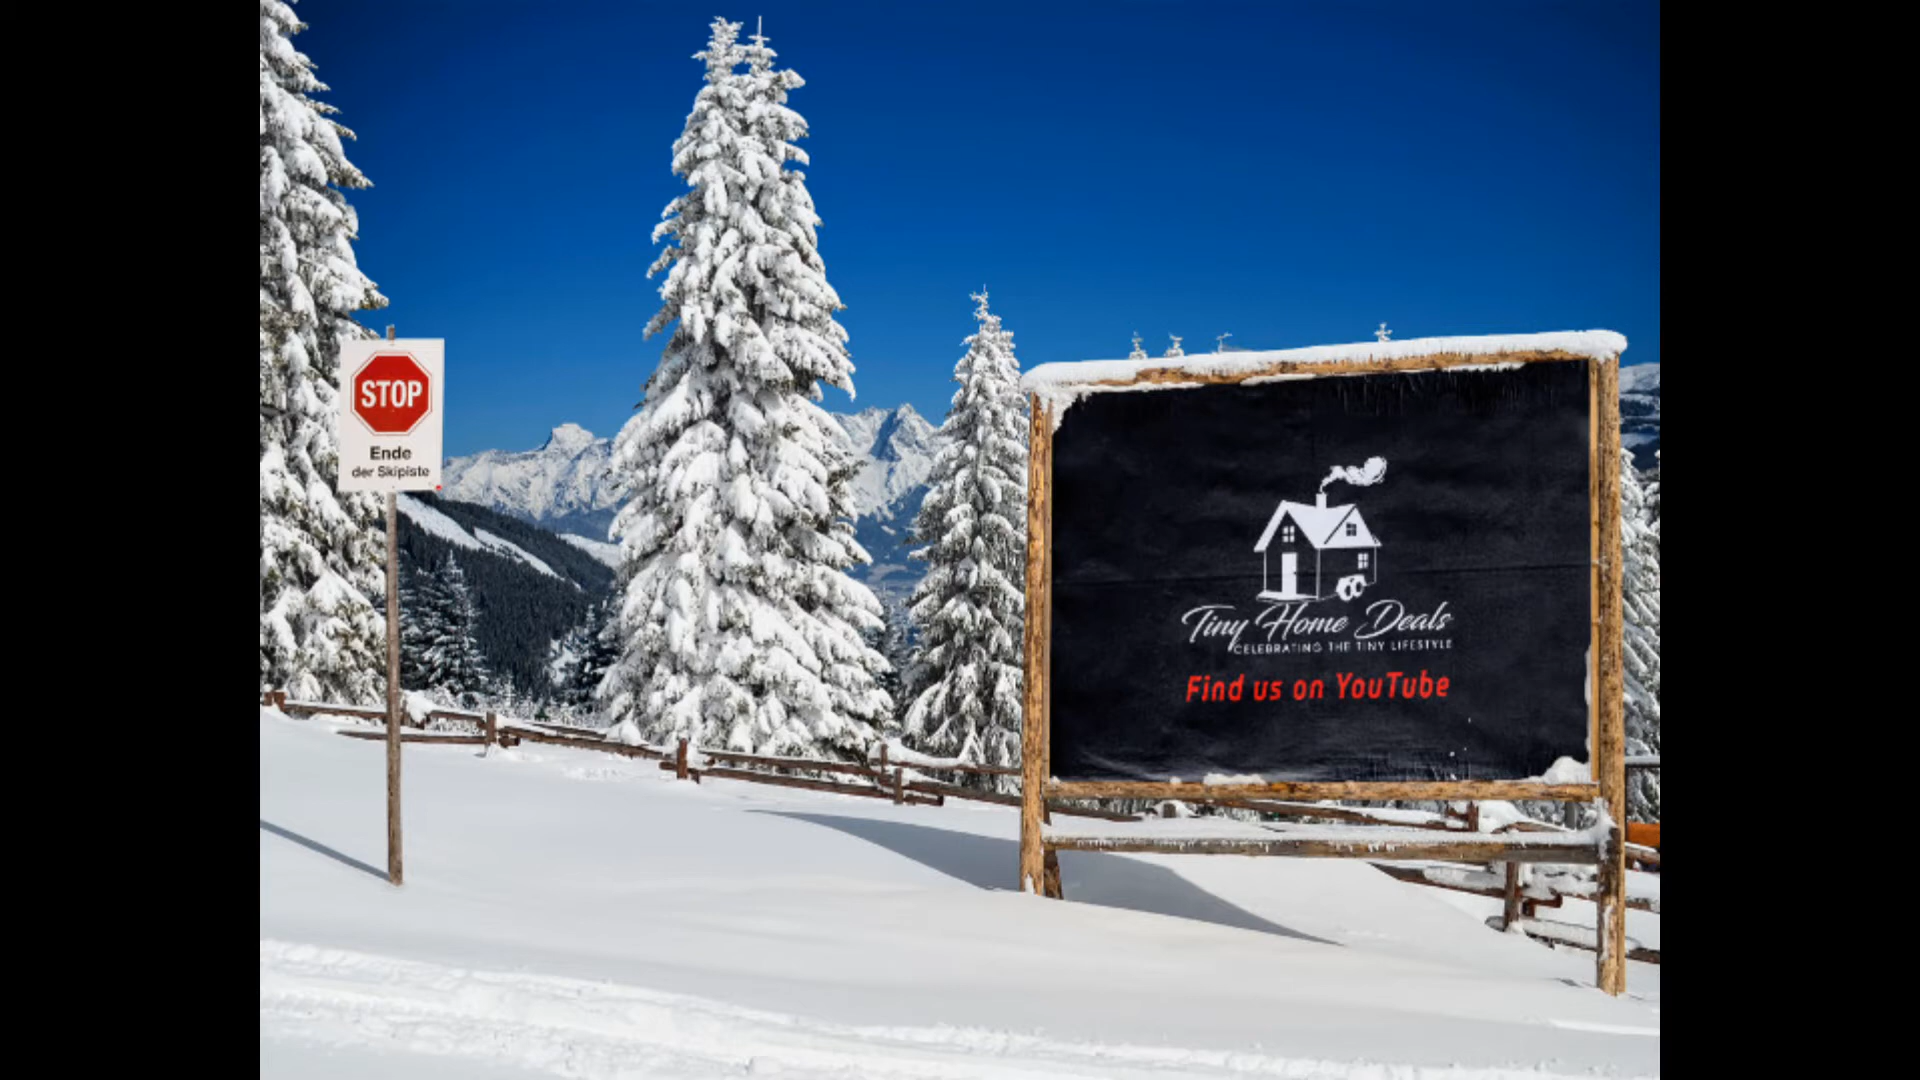 STOP
Ende
der Skipiste
Tiny Home Deals
CELEBRATING THE TINY LIFESTYLE
Find us on YouTube